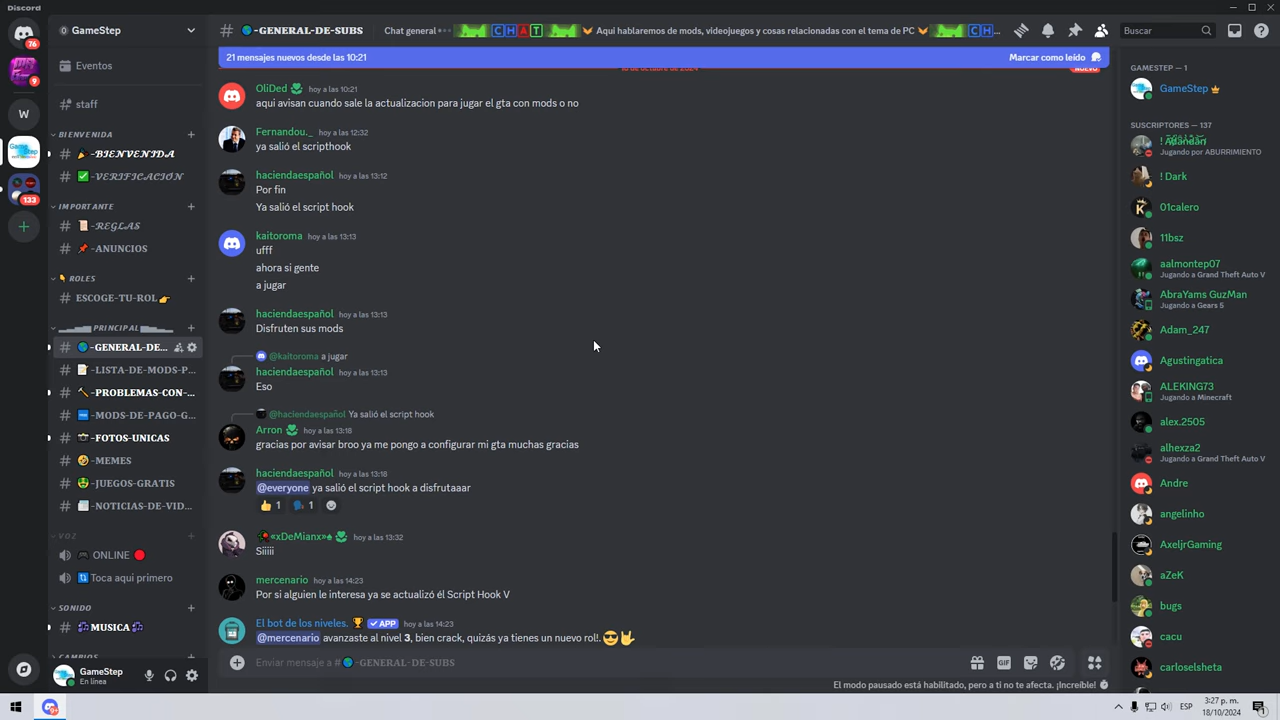 Discord
76
9
W
133
GameStep
Eventos
staff
BIENVENIDA
-BIENVENIDA
-VERIFICACIÓN
IMPORTANTE
-REGLAS
-ANUNCIOS
ROLES
ESCOGE-TU-ROL
PRINCIPAL
-GENERAL-DE...
-LISTA-DE-MODS-P...
-PROBLEMAS-CON-...
-MODS-DE-PAGO-G...
-FOTOS-UNICAS
-MEMES
-JUEGOS-GRATIS
-NOTICIAS-DE-VID...
VOZ
ONLINE
Toca aqui primero
SONIDO
MUSICA
GameStep
En línea
-GENERAL-DE-SUBS
Chat general CHAT Aqui hablaremos de mods, videojuegos y cosas relacionadas con el tema de PC CH...
Buscar
21 mensajes nuevos desde las 10:21
Marcar como leído
OliDed hoy a las 10:21
aqui avisan cuando sale la actualizacion para jugar el gta con mods o no
Fernandou._ hoy a las 12:32
ya salió el scripthook
haciendaespañol hoy a las 13:12
Por fin
Ya salió el script hook
kaitoroma hoy a las 13:13
ufff
ahora si gente
a jugar
haciendaespañol hoy a las 13:13
Disfruten sus mods
@kaitoroma a jugar
haciendaespañol hoy a las 13:13
Eso
@haciendaespañol Ya salió el script hook
Arron hoy a las 13:18
gracias por avisar broo ya me pongo a configurar mi gta muchas gracias
haciendaespañol hoy a las 13:18
@everyone ya salió el script hook a disfrutaaar
1 1
«xDeMianx»♠ hoy a las 13:32
Siiiii
mercenario hoy a las 14:23
Por si alguien le interesa ya se actualizó él Script Hook V
El bot de los niveles. APP hoy a las 14:23
@mercenario avanzaste al nivel 3, bien crack, quizás ya tienes un nuevo rol!.
Enviar mensaje a #-GENERAL-DE-SUBS
GIF
El modo pausado está habilitado, pero a ti no te afecta. ¡Increíble!
GAMESTEP — 1
GameStep
SUSCRIPTORES — 137
Jugando por ABURRIMIENTO
! Dark
01calero
11bsz
aalmontep07
Jugando a Grand Theft Auto V
AbraYams GuzMan
Jugando a Gears 5
Adam_247
Agustingatica
ALEKING73
Jugando a Minecraft
alex.2505
alhexza2
Jugando a Grand Theft Auto V
Andre
angelinho
AxeljrGaming
aZeK
bugs
cacu
carloselsheta
ESP
3:27 p. m.
18/10/2024